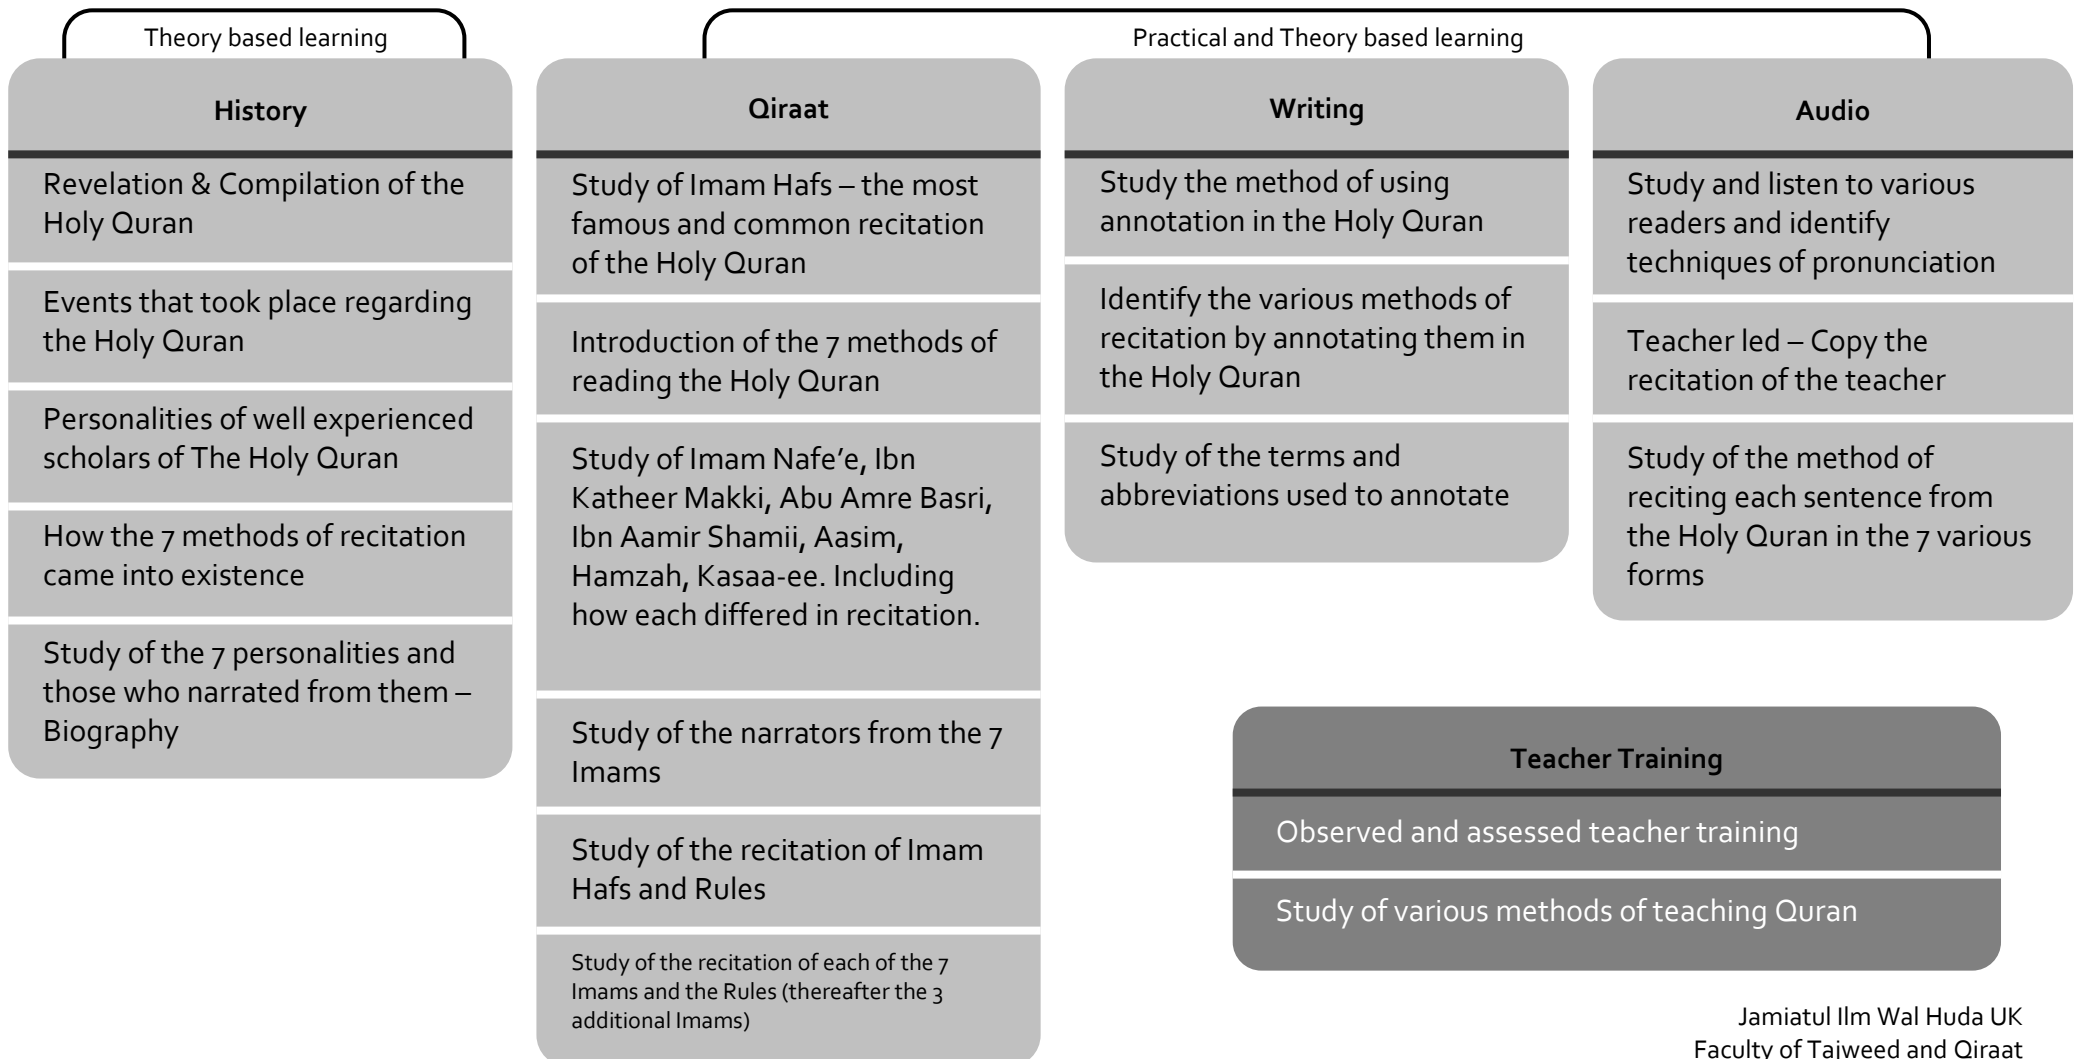 Theory based learning
Practical and Theory based learning
History
Revelation & Compilation of the
Holy Quran
Events that took place regarding
the Holy Quran
Personalities of well experienced
scholars of The Holy Quran
How the 7 methods of recitation
came into existence
Study of the 7 personalities and
those who narrated from them –
Biography
Qiraat
Study of Imam Hafs – the most
famous and common recitation
of the Holy Quran
Introduction of the 7 methods of
reading the Holy Quran
Study of Imam Nafe’e, Ibn
Katheer Makki, Abu Amre Basri,
Ibn Aamir Shamii, Aasim,
Hamzah, Kasaa-ee. Including
how each differed in recitation.
Study of the narrators from the 7
Imams
Study of the recitation of Imam
Hafs and Rules
Study of the recitation of each of the 7
Imams and the Rules (thereafter the 3
additional Imams)
Writing
Study the method of using
annotation in the Holy Quran
Identify the various methods of
recitation by annotating them in
the Holy Quran
Study of the terms and
abbreviations used to annotate
Audio
Study and listen to various
readers and identify
techniques of pronunciation
Teacher led – Copy the
recitation of the teacher
Study of the method of
reciting each sentence from
the Holy Quran in the 7 various
forms
Teacher Training
Observed and assessed teacher training
Study of various methods of teaching Quran
Jamiatul Ilm Wal Huda UK
Faculty of Tajweed and Qiraat